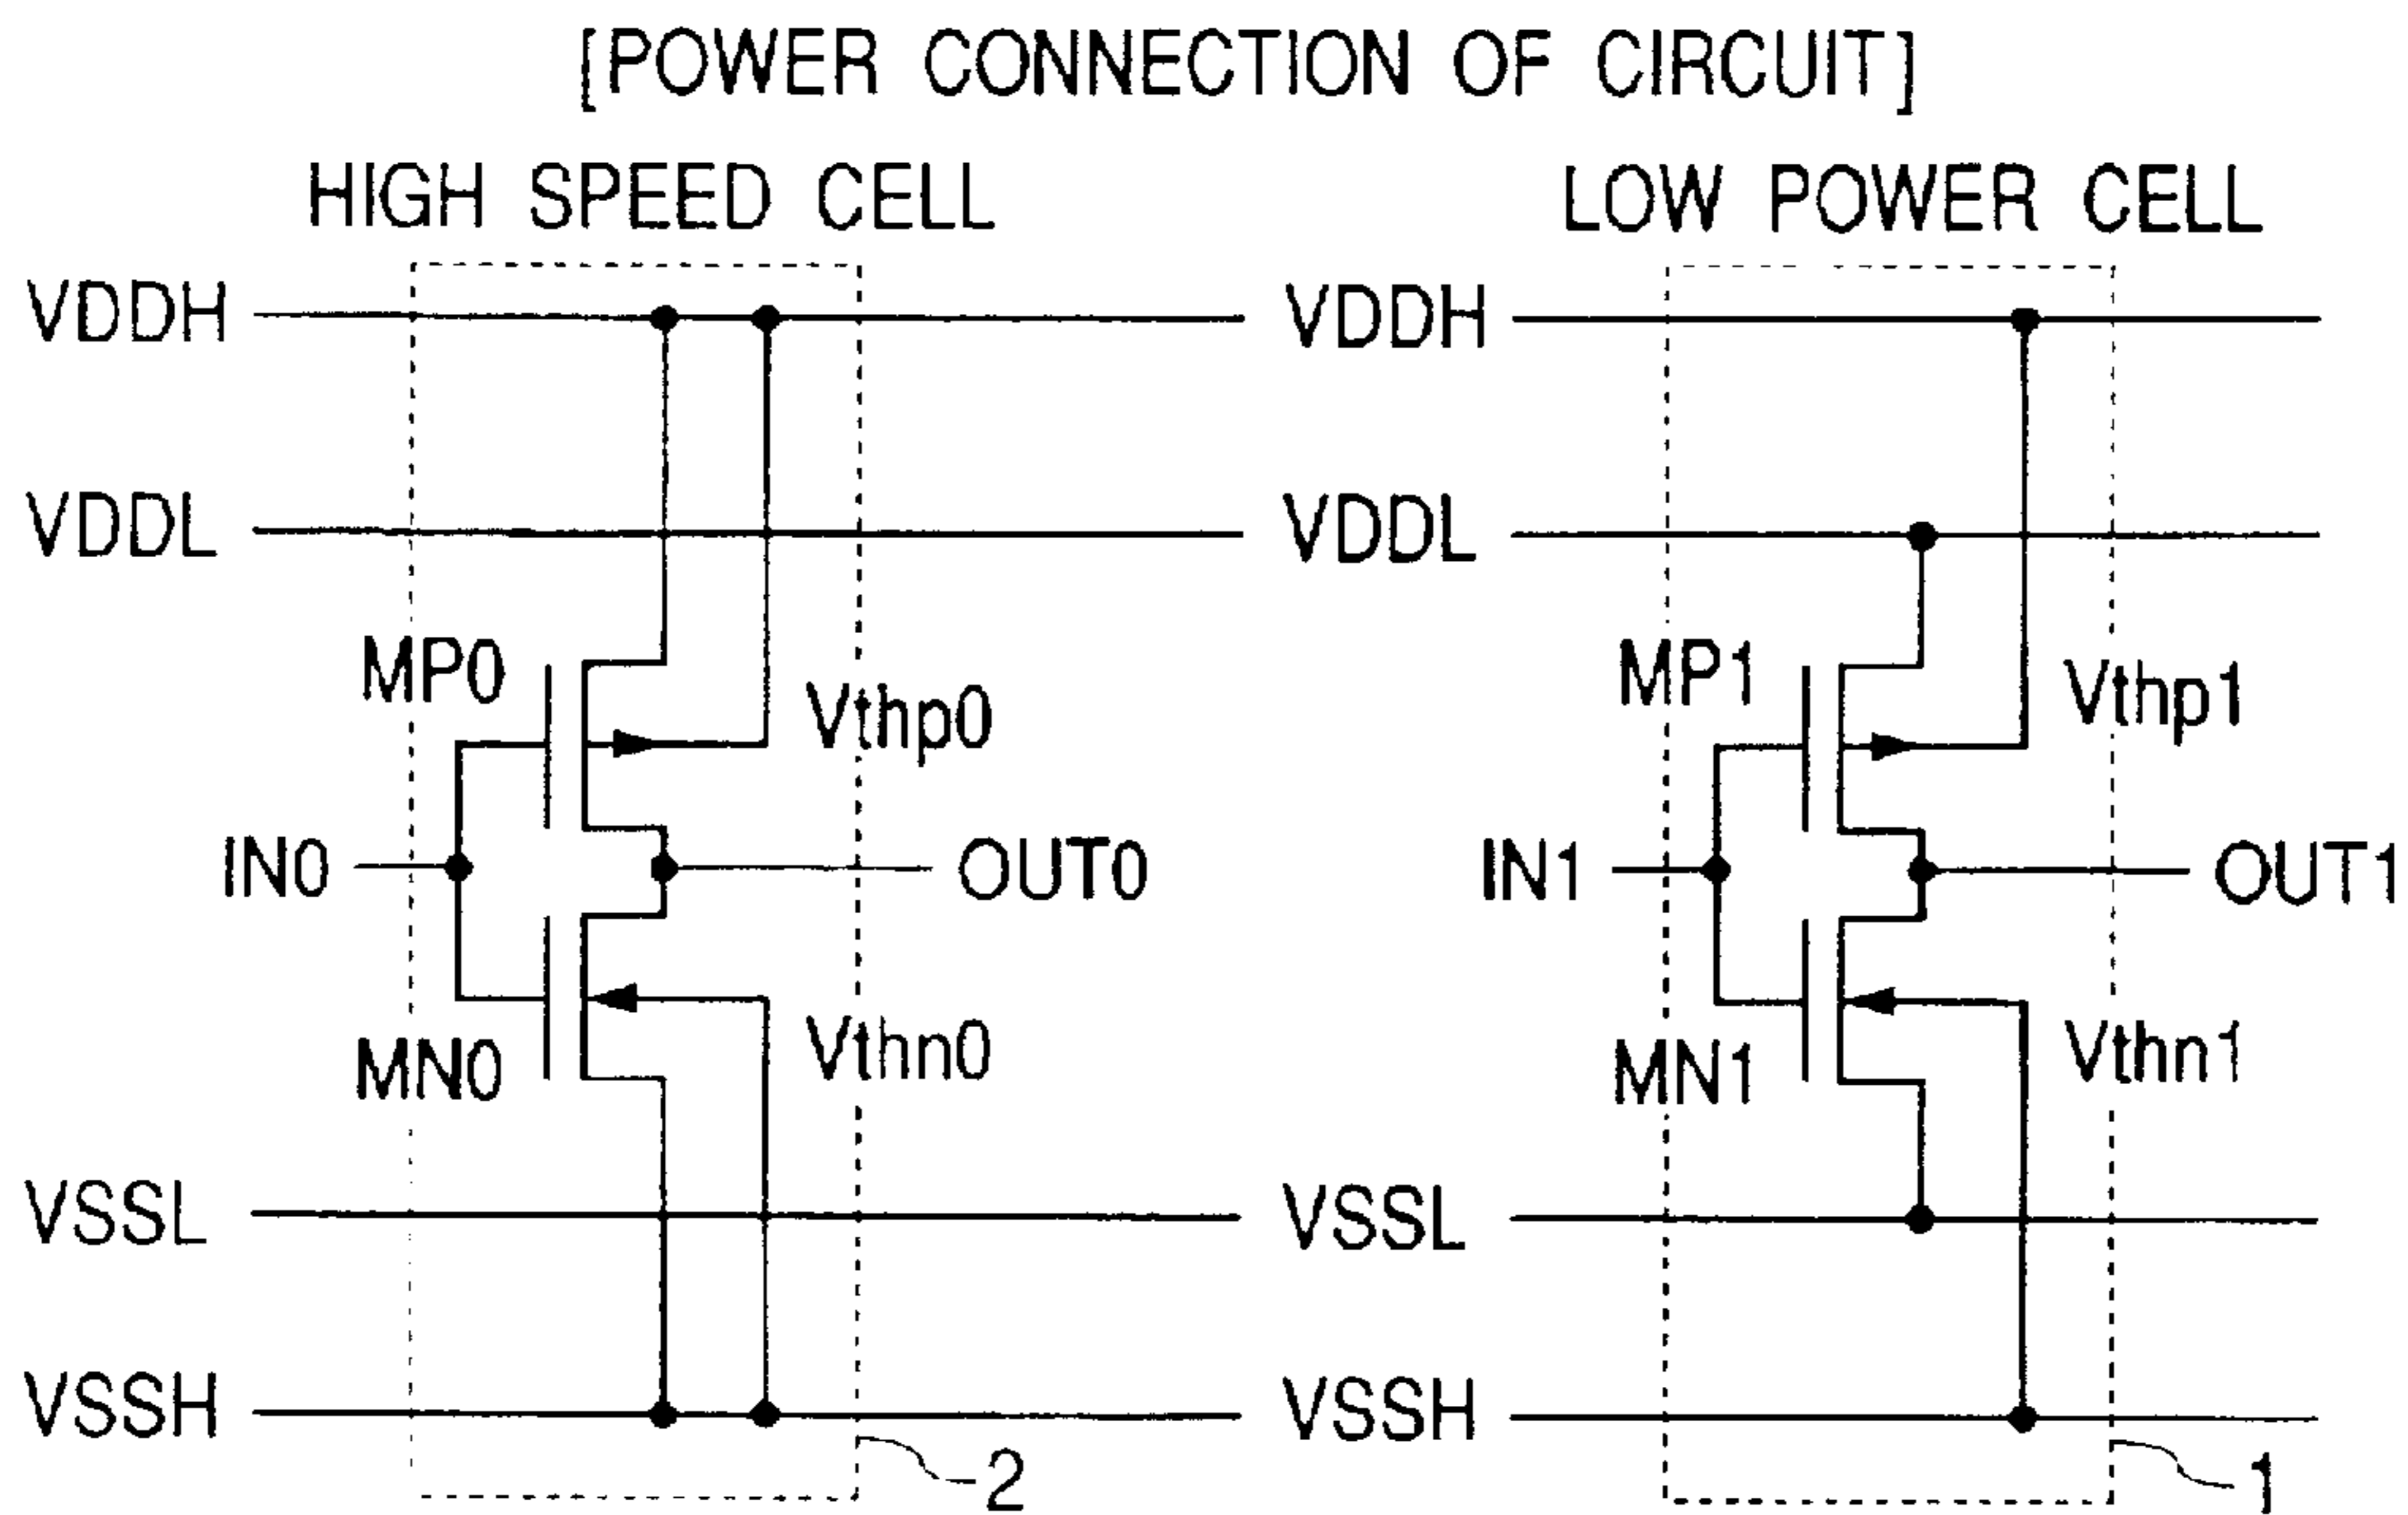 [POWER CONNECTION OF CIRCUIT]
HIGH SPEED CELL
LOW POWER CELL
VDDH
VDDH
VDDL
VDDL
MP0
Vthp0
MP1
Vthp1
IN0
OUT0
IN1
OUT1
MN0
Vthn0
MN1
Vthn1
VSSL
VSSL
VSSH
VSSH
2
1